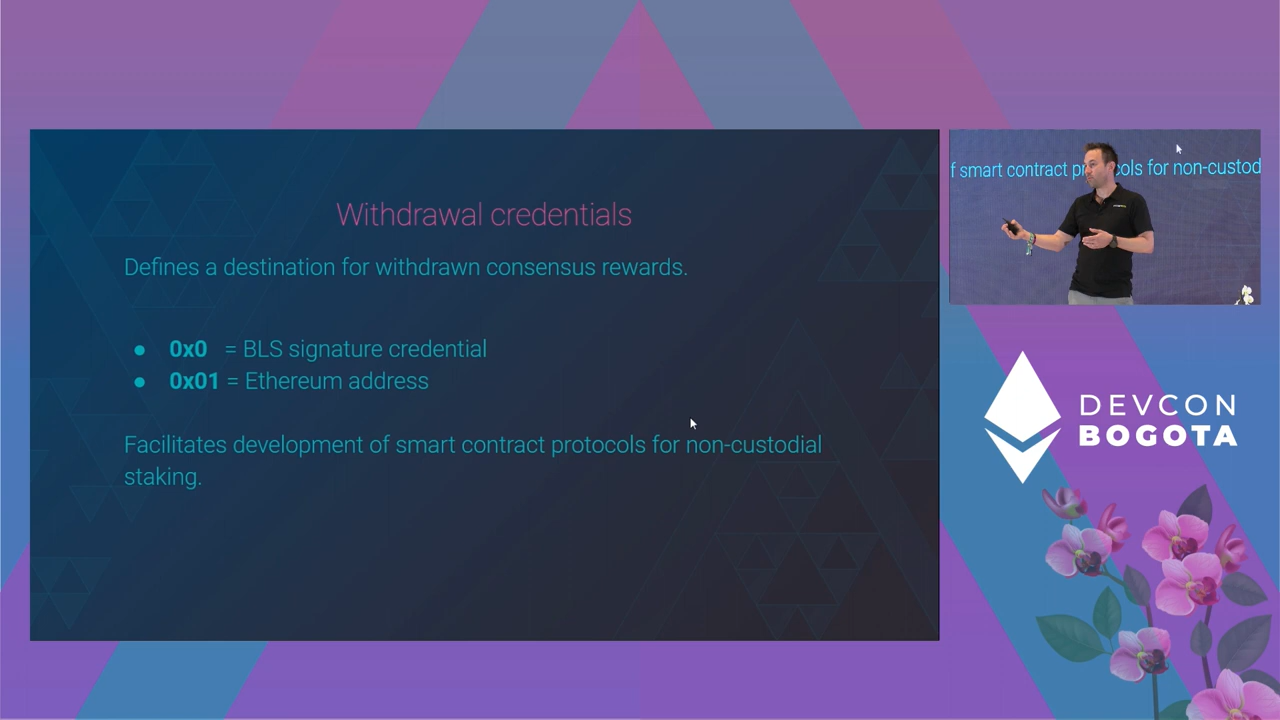 Withdrawal credentials
Defines a destination for withdrawn consensus rewards.
● 0x0 = BLS signature credential
● 0x01 = Ethereum address
Facilitates development of smart contract protocols for non-custodial
staking.
f smart contract pr cols for non-custod
DEVCON
BOGOTA